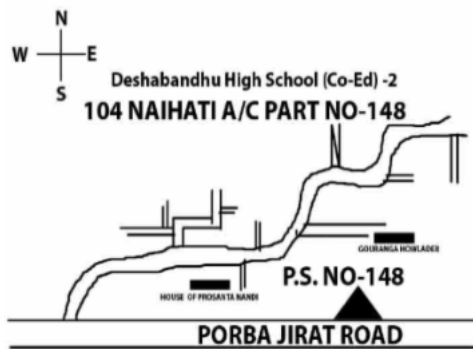 N
W E
S
Deshabandhu High School (Co-Ed) -2
104 NAIHATI A/C PART NO-148
GOURANGA HOWLADER
P.S. NO-148
HOUSE OF PROSANTA NANDI
PORBA JIRAT ROAD